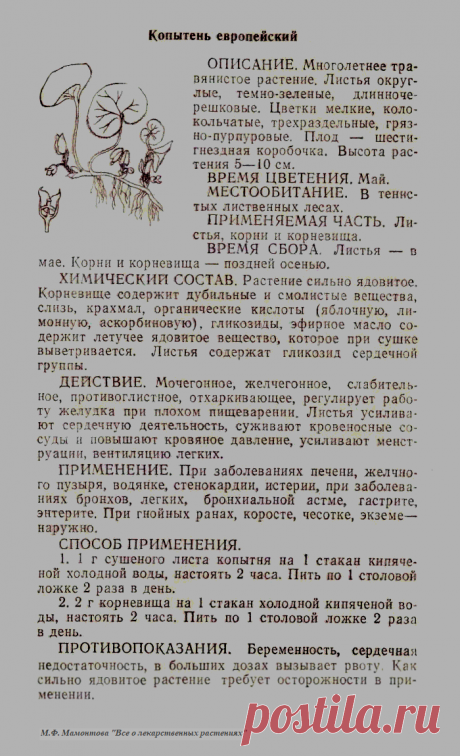 Копытень европейский
ОПИСАНИЕ. Многолетнее тра-
вянистое растение. Листья округ-
лые, темно-зеленые, длинноче-
решковые. Цветки мелкие, коло-
кольчатые, трехраздельные, гряз-
но-пурпуровые. Плод — шести-
гнездная коробочка. Высота рас-
тения 5—10 см.
ВРЕМЯ ЦВЕТЕНИЯ. Май.
МЕСТООБИТАНИЕ. В тенис-
тых лиственных лесах.
ПРИМЕНЯЕМАЯ ЧАСТЬ. Ли-
стья, корни и корневища.
ВРЕМЯ СБОРА. Листья — в
мае. Корни и корневища — поздней осенью.
ХИМИЧЕСКИЙ СОСТАВ. Растение сильно ядовитое.
Корневище содержит дубильные и смолистые вещества,
слизь, крахмал, органические кислоты (яблочную, ли-
монную, аскорбиновую), гликозиды, эфирное масло со-
держит летучее ядовитое вещество, которое при сушке
выветривается. Листья содержат гликозид сердечной
группы.
ДЕЙСТВИЕ. Мочегонное, желчегонное, слабитель-
ное, противоглистное, отхаркивающее, регулирует рабо-
ту желудка при плохом пищеварении. Листья усилива-
ют сердечную деятельность, суживают кровеносные со-
суды и повышают кровяное давление, усиливают менст-
руации, вентиляцию легких.
ПРИМЕНЕНИЕ. При заболеваниях печени, желчно-
го пузыря, водянке, стенокардии, истерии, при заболева-
ниях бронхов, легких, бронхиальной астме, гастрите,
энтерите. При гнойных ранах, коросте, чесотке, экземе—
наружно.
СПОСОБ ПРИМЕНЕНИЯ.
1. 1 г сушеного листа копытня на 1 стакан кипяче-
ной холодной воды, настоять 2 часа. Пить по 1 столовой
ложке 2 раза в день.
2. 2 г корневища на 1 стакан холодной кипяченой во-
ды, настоять 2 часа. Пить по 1 столовой ложке 2 раза
в день.
ПРОТИВОПОКАЗАНИЯ. Беременность, сердечная
недостаточность, в больших дозах вызывает рвоту. Как
сильно ядовитое растение требует осторожности в при-
менении.
М.Ф. Мамонтова "Все о лекарственных растениях"
postila.ru